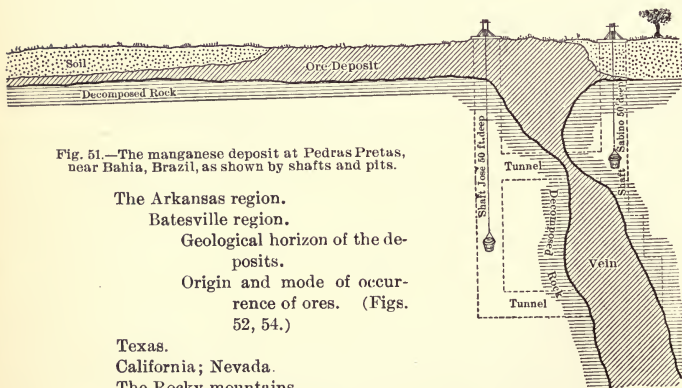 Soil
Ore Deposit
Decomposed Rock
Shaft Jose 50 ft. deep
Shaft Sabino 50 deep
Tunnel
Decomposed Rock
Vein
Tunnel
Fig. 51.—The manganese deposit at Pedras Pretas,
near Bahia, Brazil, as shown by shafts and pits.
The Arkansas region.
Batesville region.
Geological horizon of the de-
posits.
Origin and mode of occur-
rence of ores. (Figs.
52, 54.)
Texas.
California; Nevada.
The Rocky mountains